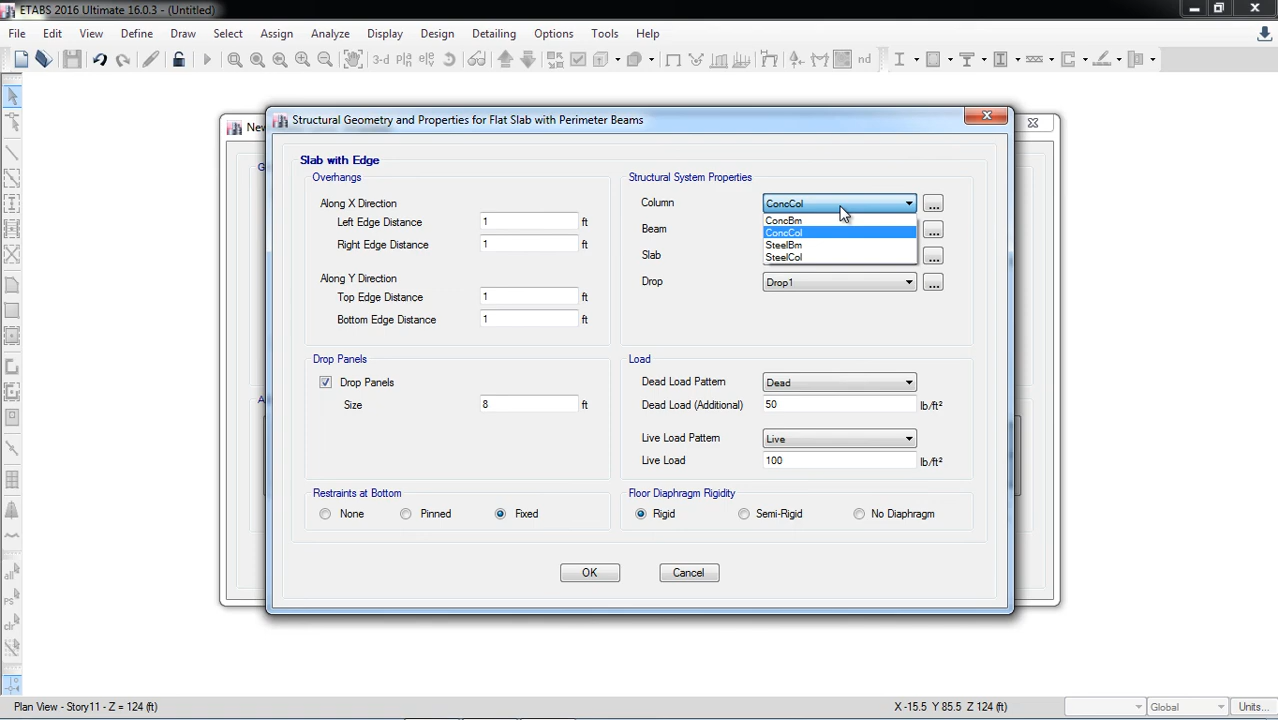 ETABS 2016 Ultimate 16.0.3 - (Untitled)
File Edit View Define Draw Select Assign Analyze Display Design Detailing Options Tools Help
3-d nd
New
Structural Geometry and Properties for Flat Slab with Perimeter Beams
Slab with Edge
Overhangs
Along X Direction
Left Edge Distance 1 ft
Right Edge Distance 1 ft
Along Y Direction
Top Edge Distance 1 ft
Bottom Edge Distance 1 ft
Structural System Properties
Column ConcCol ...
ConcBm
ConcCol
SteelBm
SteelCol
Beam ...
Slab ...
Drop Drop1 ...
Drop Panels
Drop Panels
Size 8 ft
Load
Dead Load Pattern Dead
Dead Load (Additional) 50 lb/ft²
Live Load Pattern Live
Live Load 100 lb/ft²
Restraints at Bottom
None Pinned Fixed
Floor Diaphragm Rigidity
Rigid Semi-Rigid No Diaphragm
OK Cancel
all
PS
clr
Plan View - Story11 - Z = 124 (ft) X -15.5 Y 85.5 Z 124 (ft) Global Units...